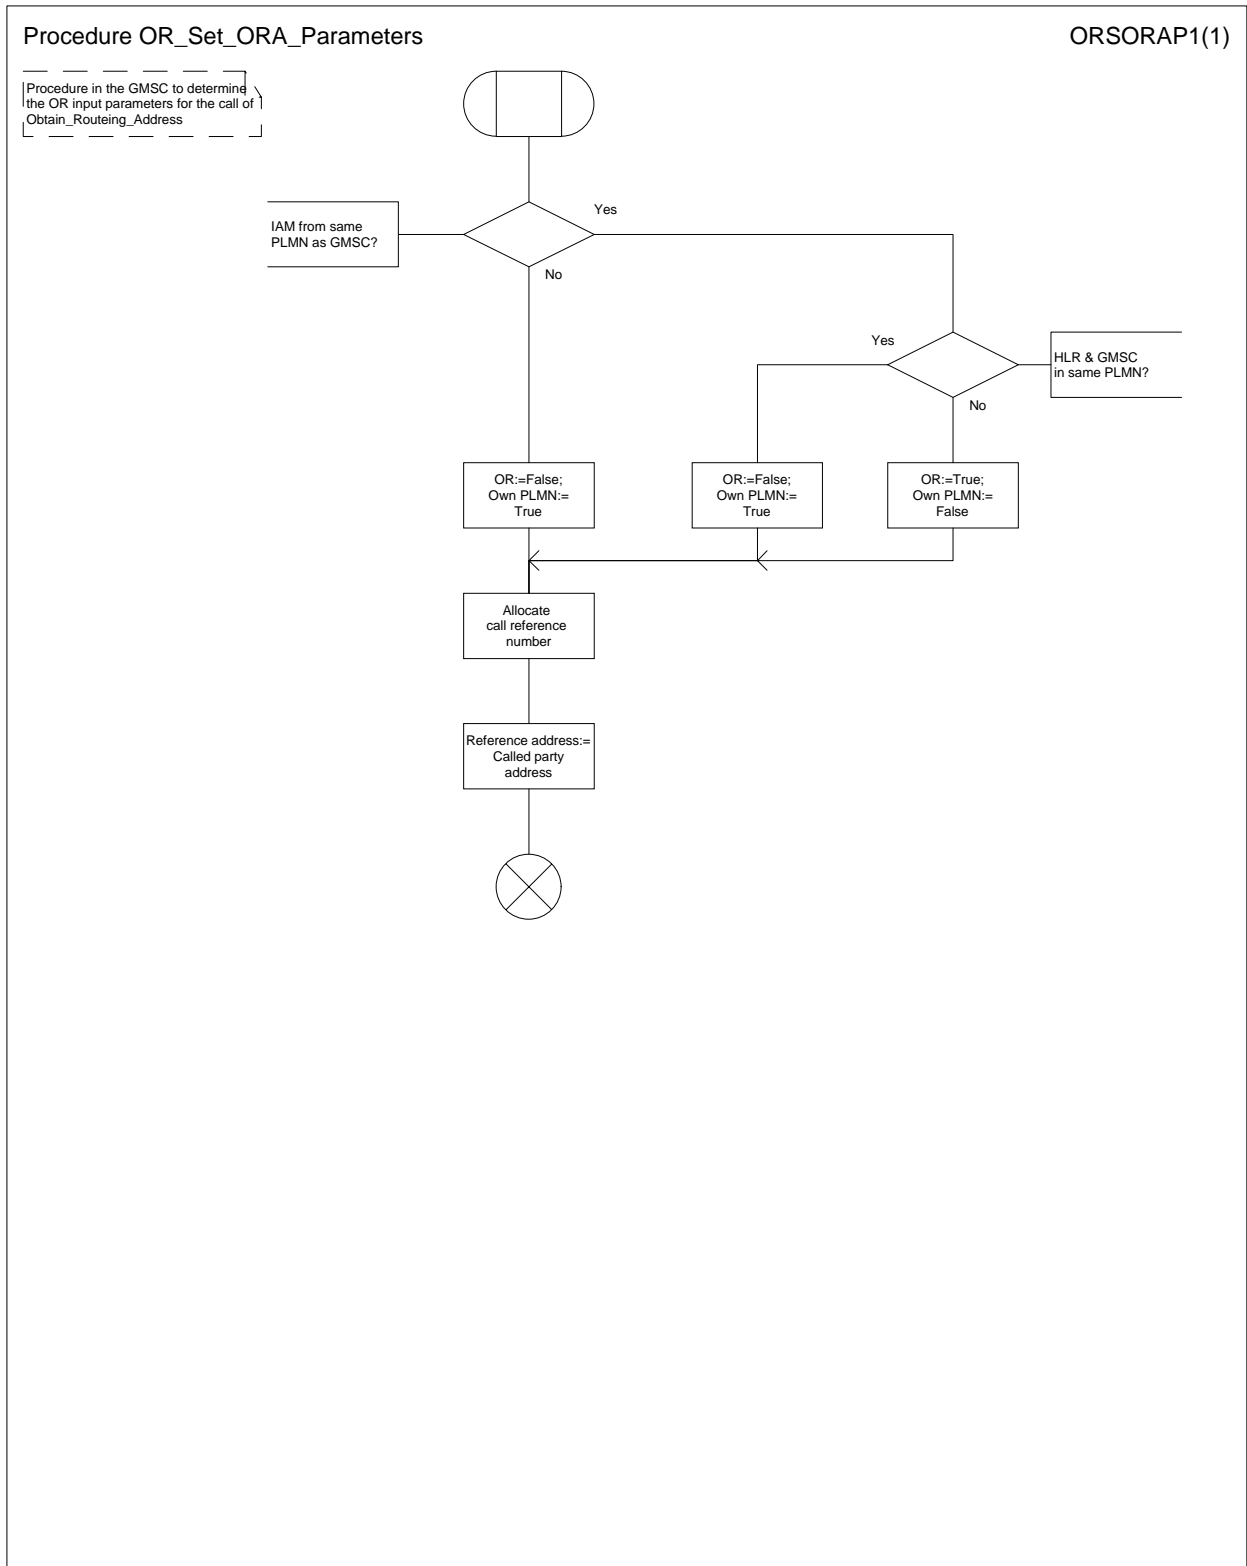 Procedure OR_Set_ORA_Parameters
ORSORAP1(1)
Procedure in the GMSC to determine
the OR input parameters for the call of
Obtain_Routeing_Address
IAM from same
PLMN as GMSC?
Yes
No
Yes
HLR & GMSC
in same PLMN?
No
OR:=False;
Own PLMN:=
True
OR:=False;
Own PLMN:=
True
OR:=True;
Own PLMN:=
False
Allocate
call reference
number
Reference address:=
Called party
address